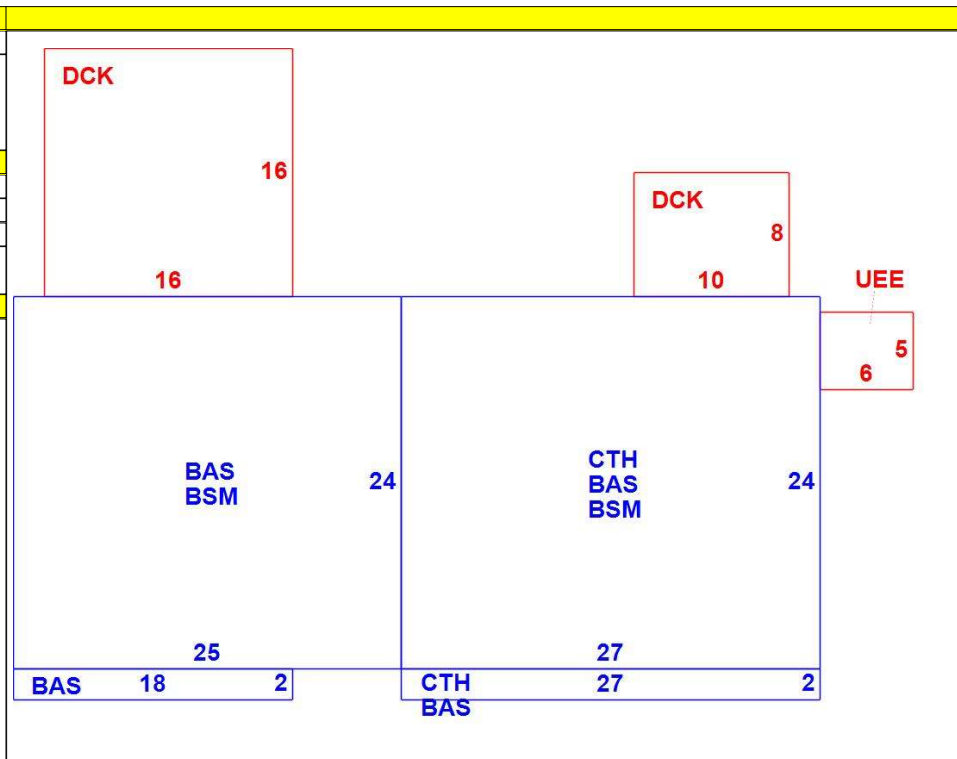 DCK
16
16
DCK
8
10
UEE
5
6
BAS
BSM
24
25
CTH
BAS
BSM
24
27
BAS 18 2
CTH 27 2
BAS